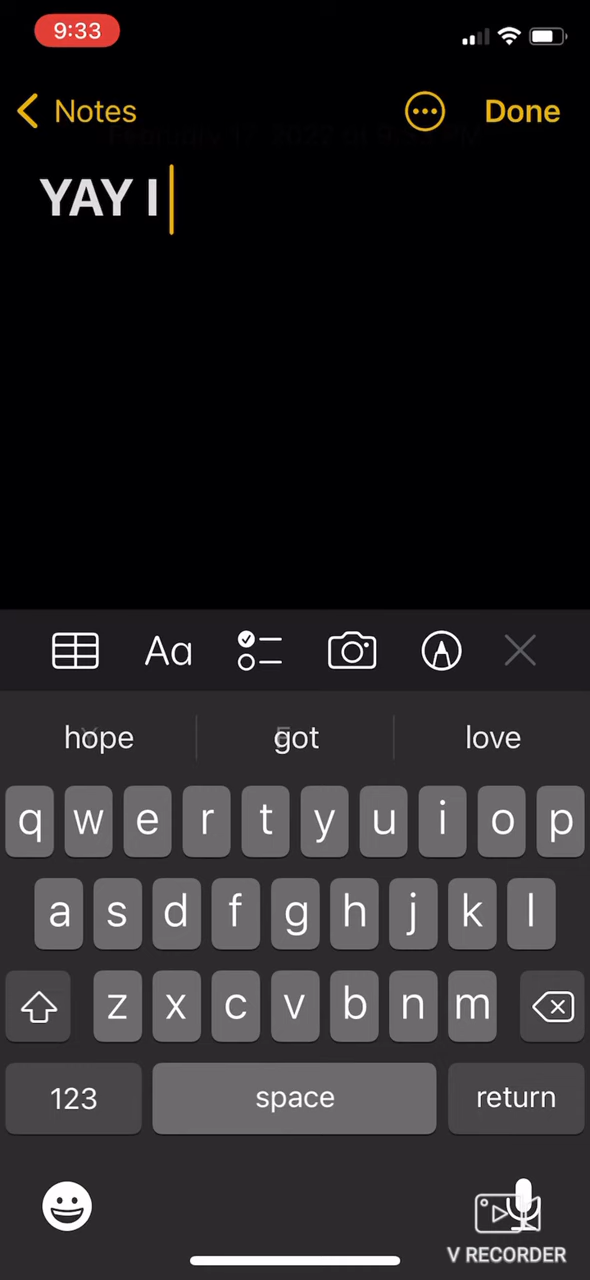 9:33
Notes
Done
YAY I
Aa
hope got love
q w e r t y u i o p
a s d f g h j k l
z x c v b n m
123 space return
V RECORDER